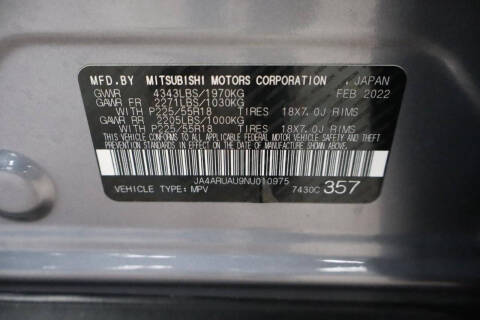 MFD.BY MITSUBISHI MOTORS CORPORATION , JAPAN
GVWR 4343LBS/1970KG FEB 2022
GAWR FR 2271LBS/1030KG
WITH P225/55R18 TIRES 18X7.0J RIMS
GAWR RR 2205LBS/1000KG
WITH P225/55R18 TIRES 18X7.0J RIMS
THIS VEHICLE CONFORMS TO ALL APPLICABLE FEDERAL MOTOR VEHICLE SAFETY, BUMPER, AND THEFT
PREVENTION STANDARDS IN EFFECT ON THE DATE OF MANUFACTURE SHOWN ABOVE.
JA4ARUAU9NU010975
VEHICLE TYPE: MPV 7430C 357